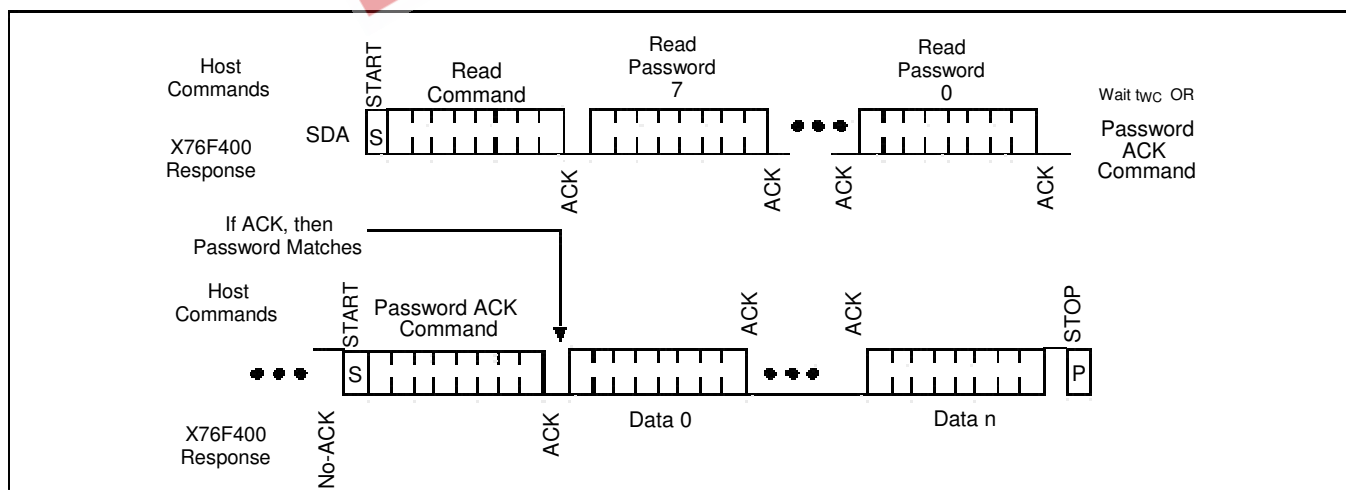 Host
Commands
START
Read
Command
Read
Password
7
Read
Password
0
Wait tWC OR
Password
ACK
Command
SDA
S
X76F400
Response
ACK
ACK
ACK
ACK
If ACK, then
Password Matches
Host
Commands
START
Password ACK
Command
ACK
ACK
STOP
S
P
X76F400
Response
No-ACK
ACK
Data 0
Data n